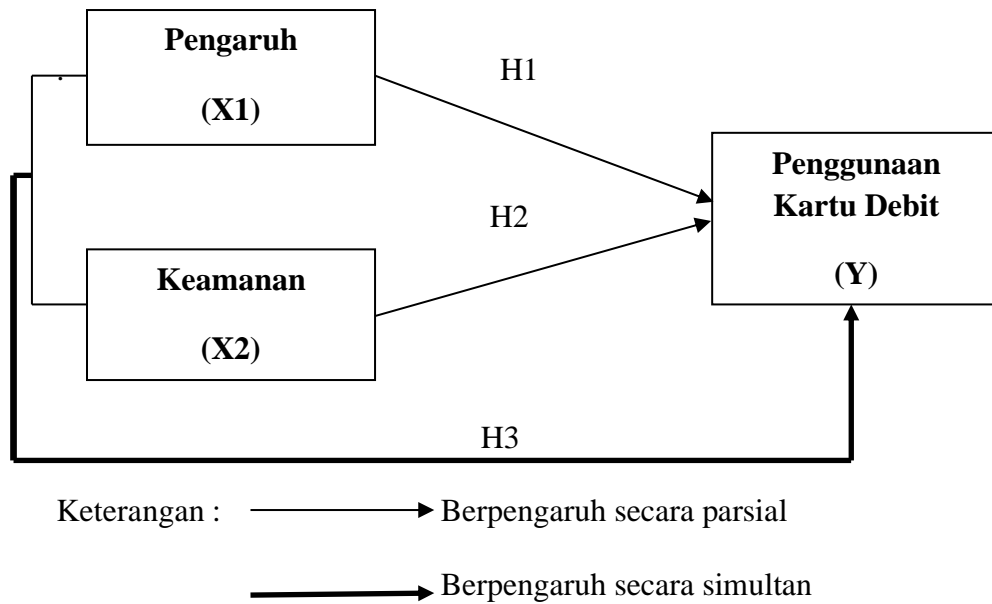 Pengaruh
(X1)
H1
Penggunaan
Kartu Debit
(Y)
H2
Keamanan
(X2)
H3
Keterangan :
Berpengaruh secara parsial
Berpengaruh secara simultan